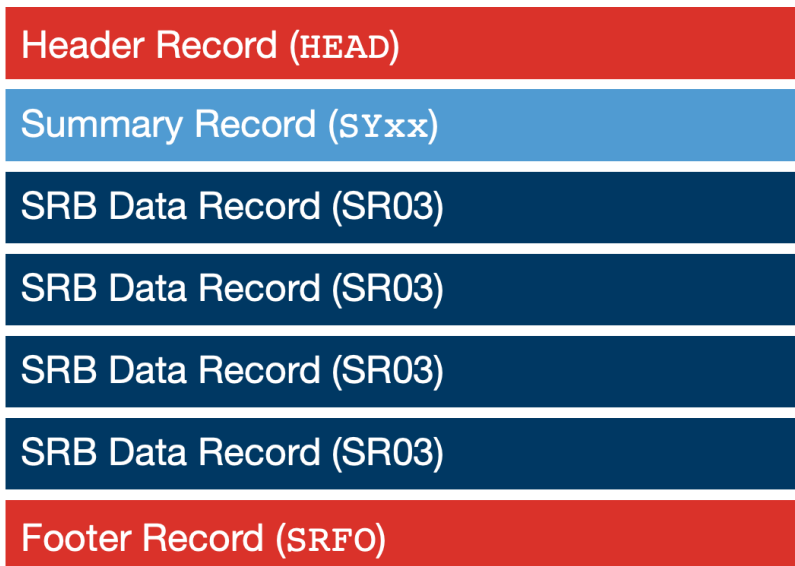 Header Record (HEAD)
Summary Record (SYxx)
SRB Data Record (SR03)
SRB Data Record (SR03)
SRB Data Record (SR03)
SRB Data Record (SR03)
Footer Record (SRFO)